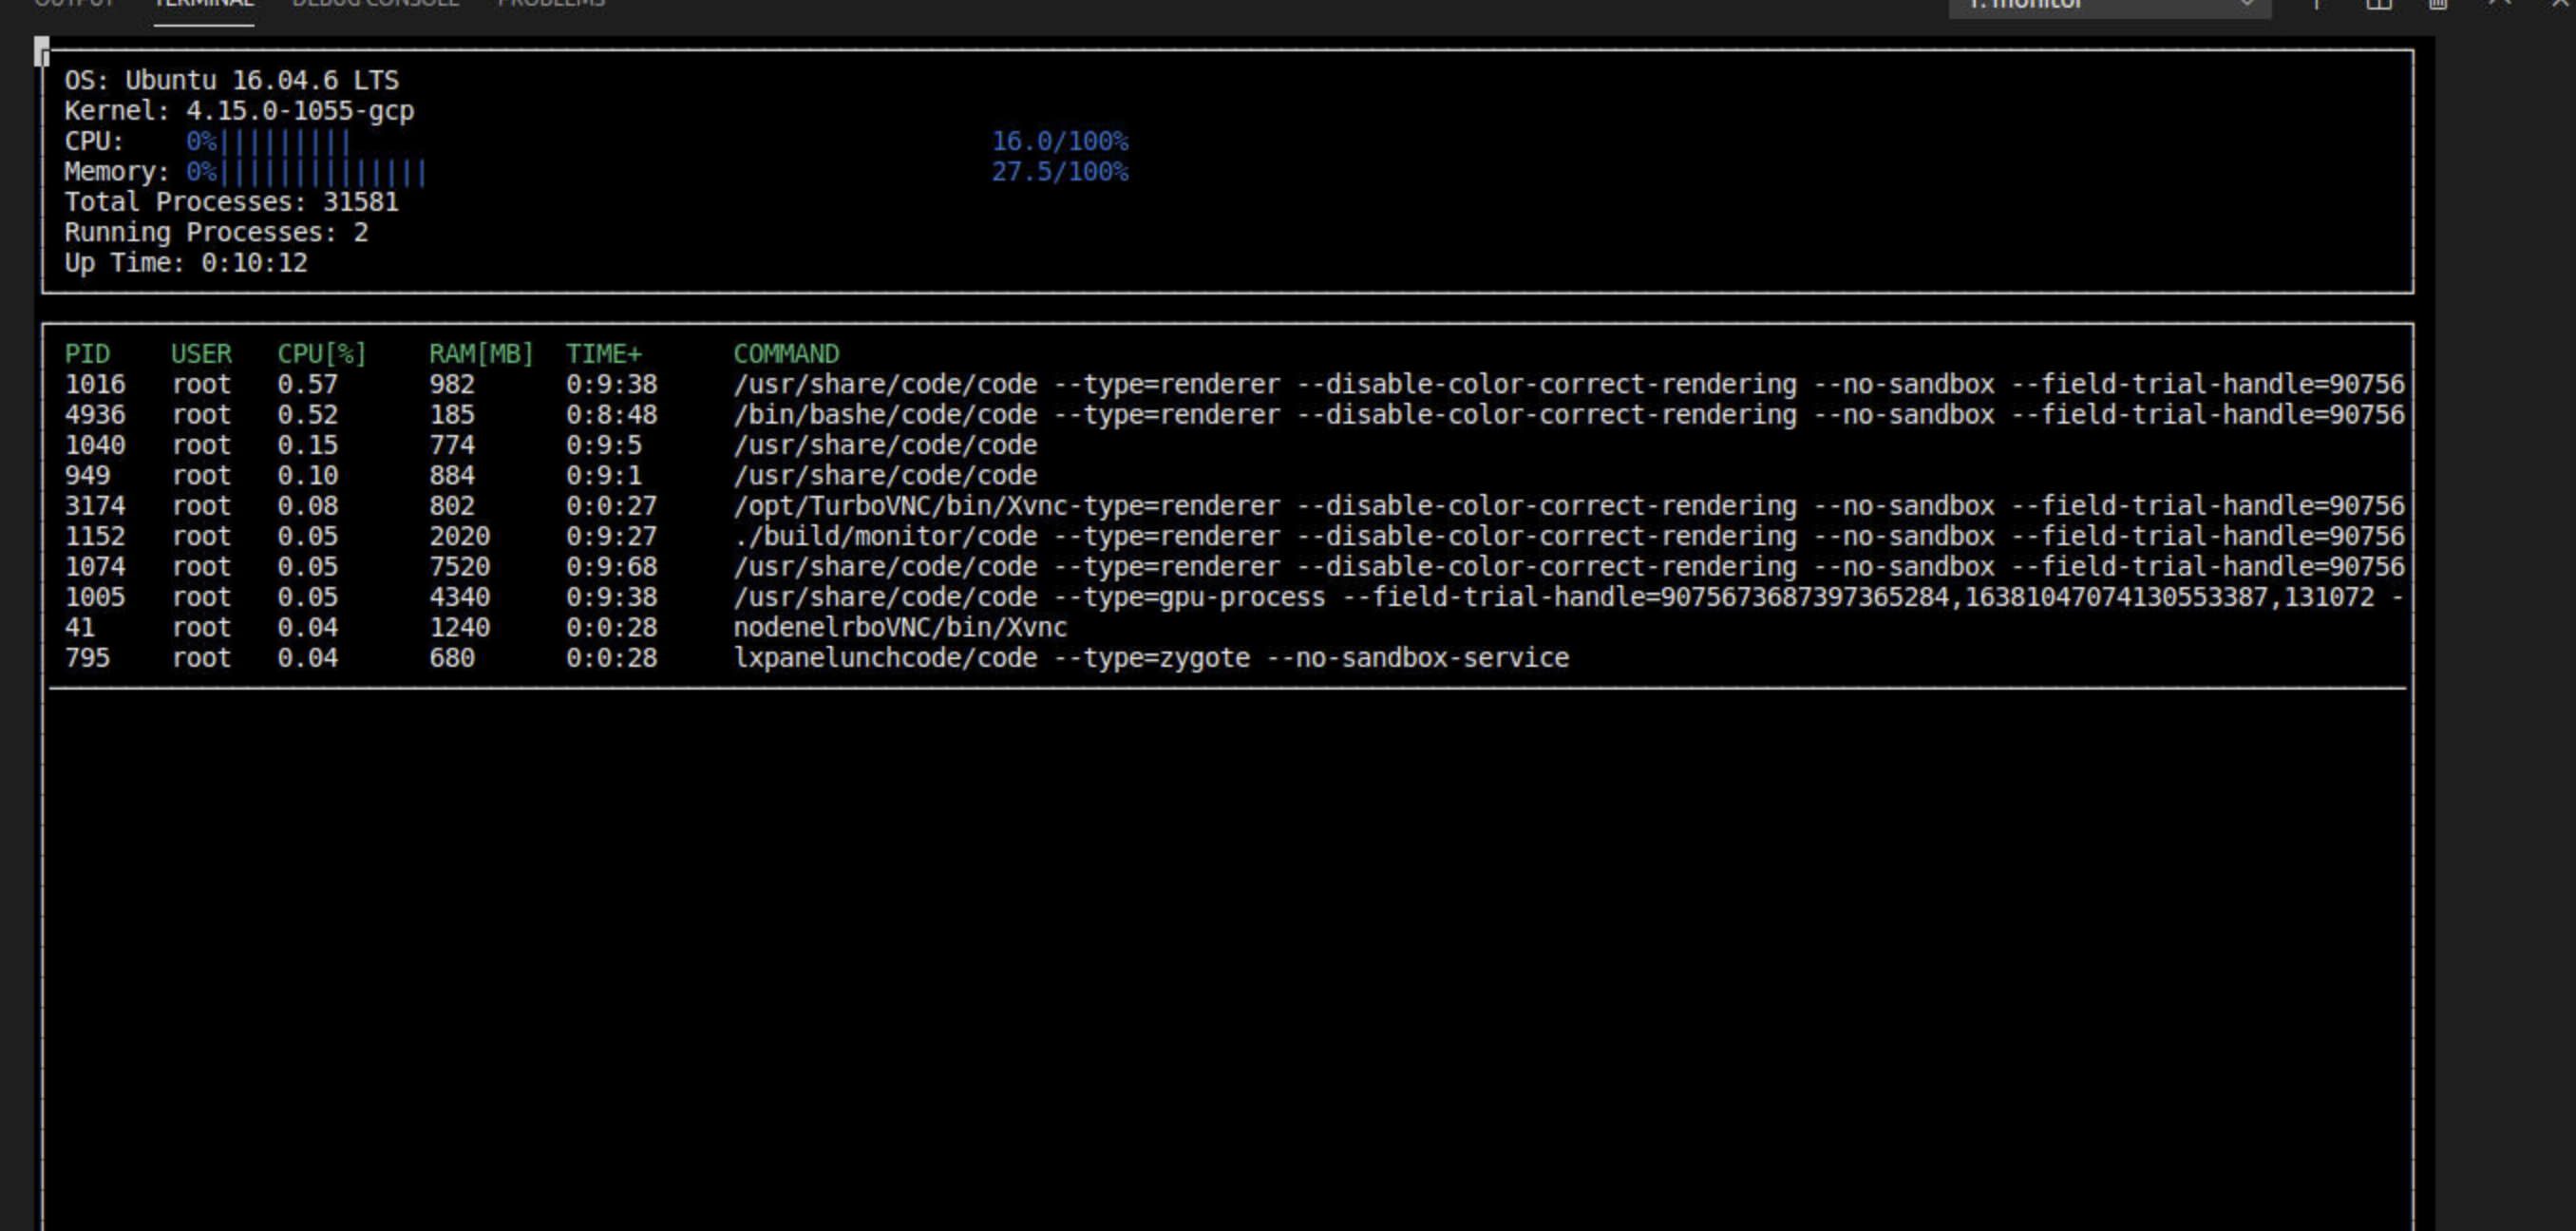 OUTPUT TERMINAL DEBUG CONSOLE PROBLEMS 1: monitor
OS: Ubuntu 16.04.6 LTS
Kernel: 4.15.0-1055-gcp
CPU: 0%||||||||| 16.0/100%
Memory: 0%|||||||||||||| 27.5/100%
Total Processes: 31581
Running Processes: 2
Up Time: 0:10:12
PID USER CPU[%] RAM[MB] TIME+ COMMAND
1016 root 0.57 982 0:9:38 /usr/share/code/code --type=renderer --disable-color-correct-rendering --no-sandbox --field-trial-handle=90756
4936 root 0.52 185 0:8:48 /bin/bashe/code/code --type=renderer --disable-color-correct-rendering --no-sandbox --field-trial-handle=90756
1040 root 0.15 774 0:9:5 /usr/share/code/code
949 root 0.10 884 0:9:1 /usr/share/code/code
3174 root 0.08 802 0:0:27 /opt/TurboVNC/bin/Xvnc-type=renderer --disable-color-correct-rendering --no-sandbox --field-trial-handle=90756
1152 root 0.05 2020 0:9:27 ./build/monitor/code --type=renderer --disable-color-correct-rendering --no-sandbox --field-trial-handle=90756
1074 root 0.05 7520 0:9:68 /usr/share/code/code --type=renderer --disable-color-correct-rendering --no-sandbox --field-trial-handle=90756
1005 root 0.05 4340 0:9:38 /usr/share/code/code --type=gpu-process --field-trial-handle=9075673687397365284,16381047074130553387,131072 -
41 root 0.04 1240 0:0:28 nodenelrboVNC/bin/Xvnc
795 root 0.04 680 0:0:28 lxpanelunchcode/code --type=zygote --no-sandbox-service